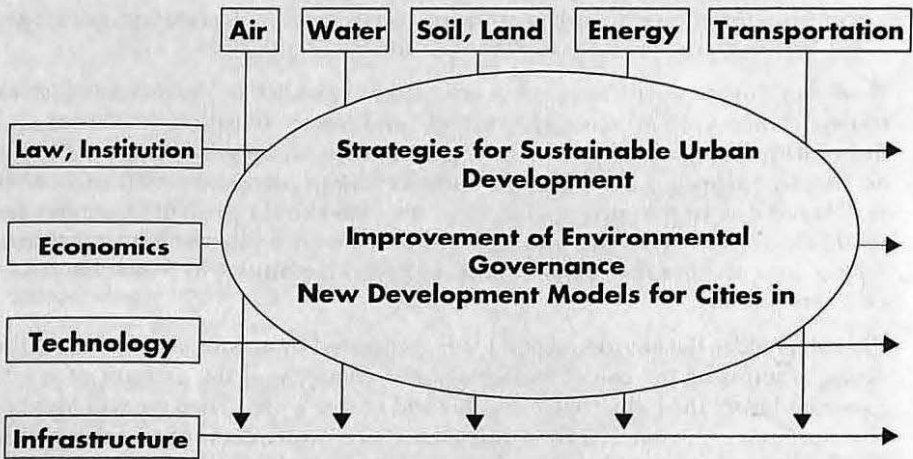 Air Water Soil, Land Energy Transportation
Law, Institution
Strategies for Sustainable Urban
Development
Economics
Improvement of Environmental
Governance
New Development Models for Cities in
Technology
Infrastructure